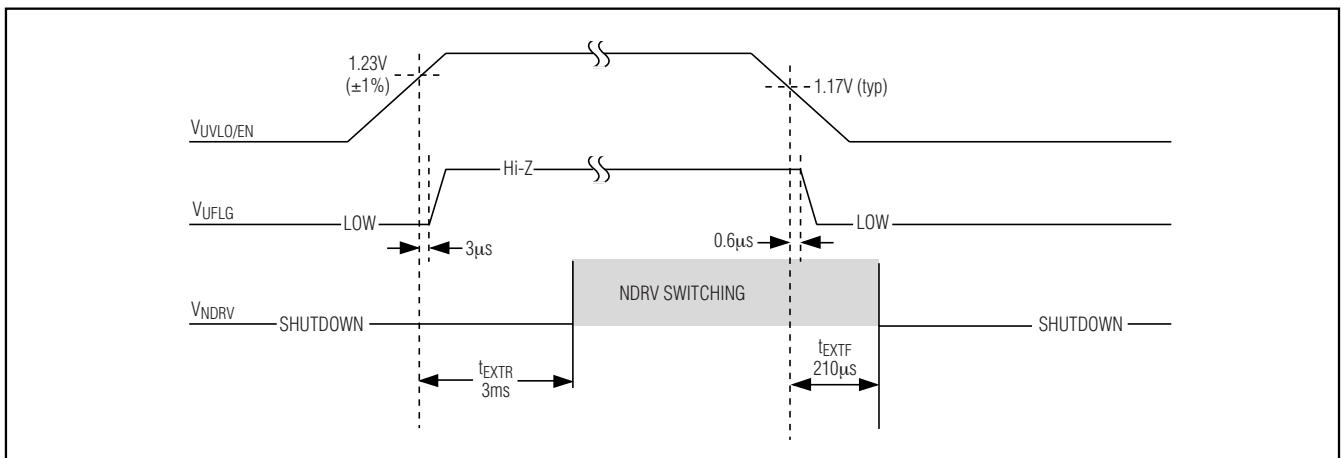 1.23V
(±1%)
1.17V (typ)
VUVLO/EN
Hi-Z
VUFLG
LOW
LOW
3μs
0.6μs
NDRV SWITCHING
VNDRV
SHUTDOWN
SHUTDOWN
tEXTR
3ms
tEXTF
210μs